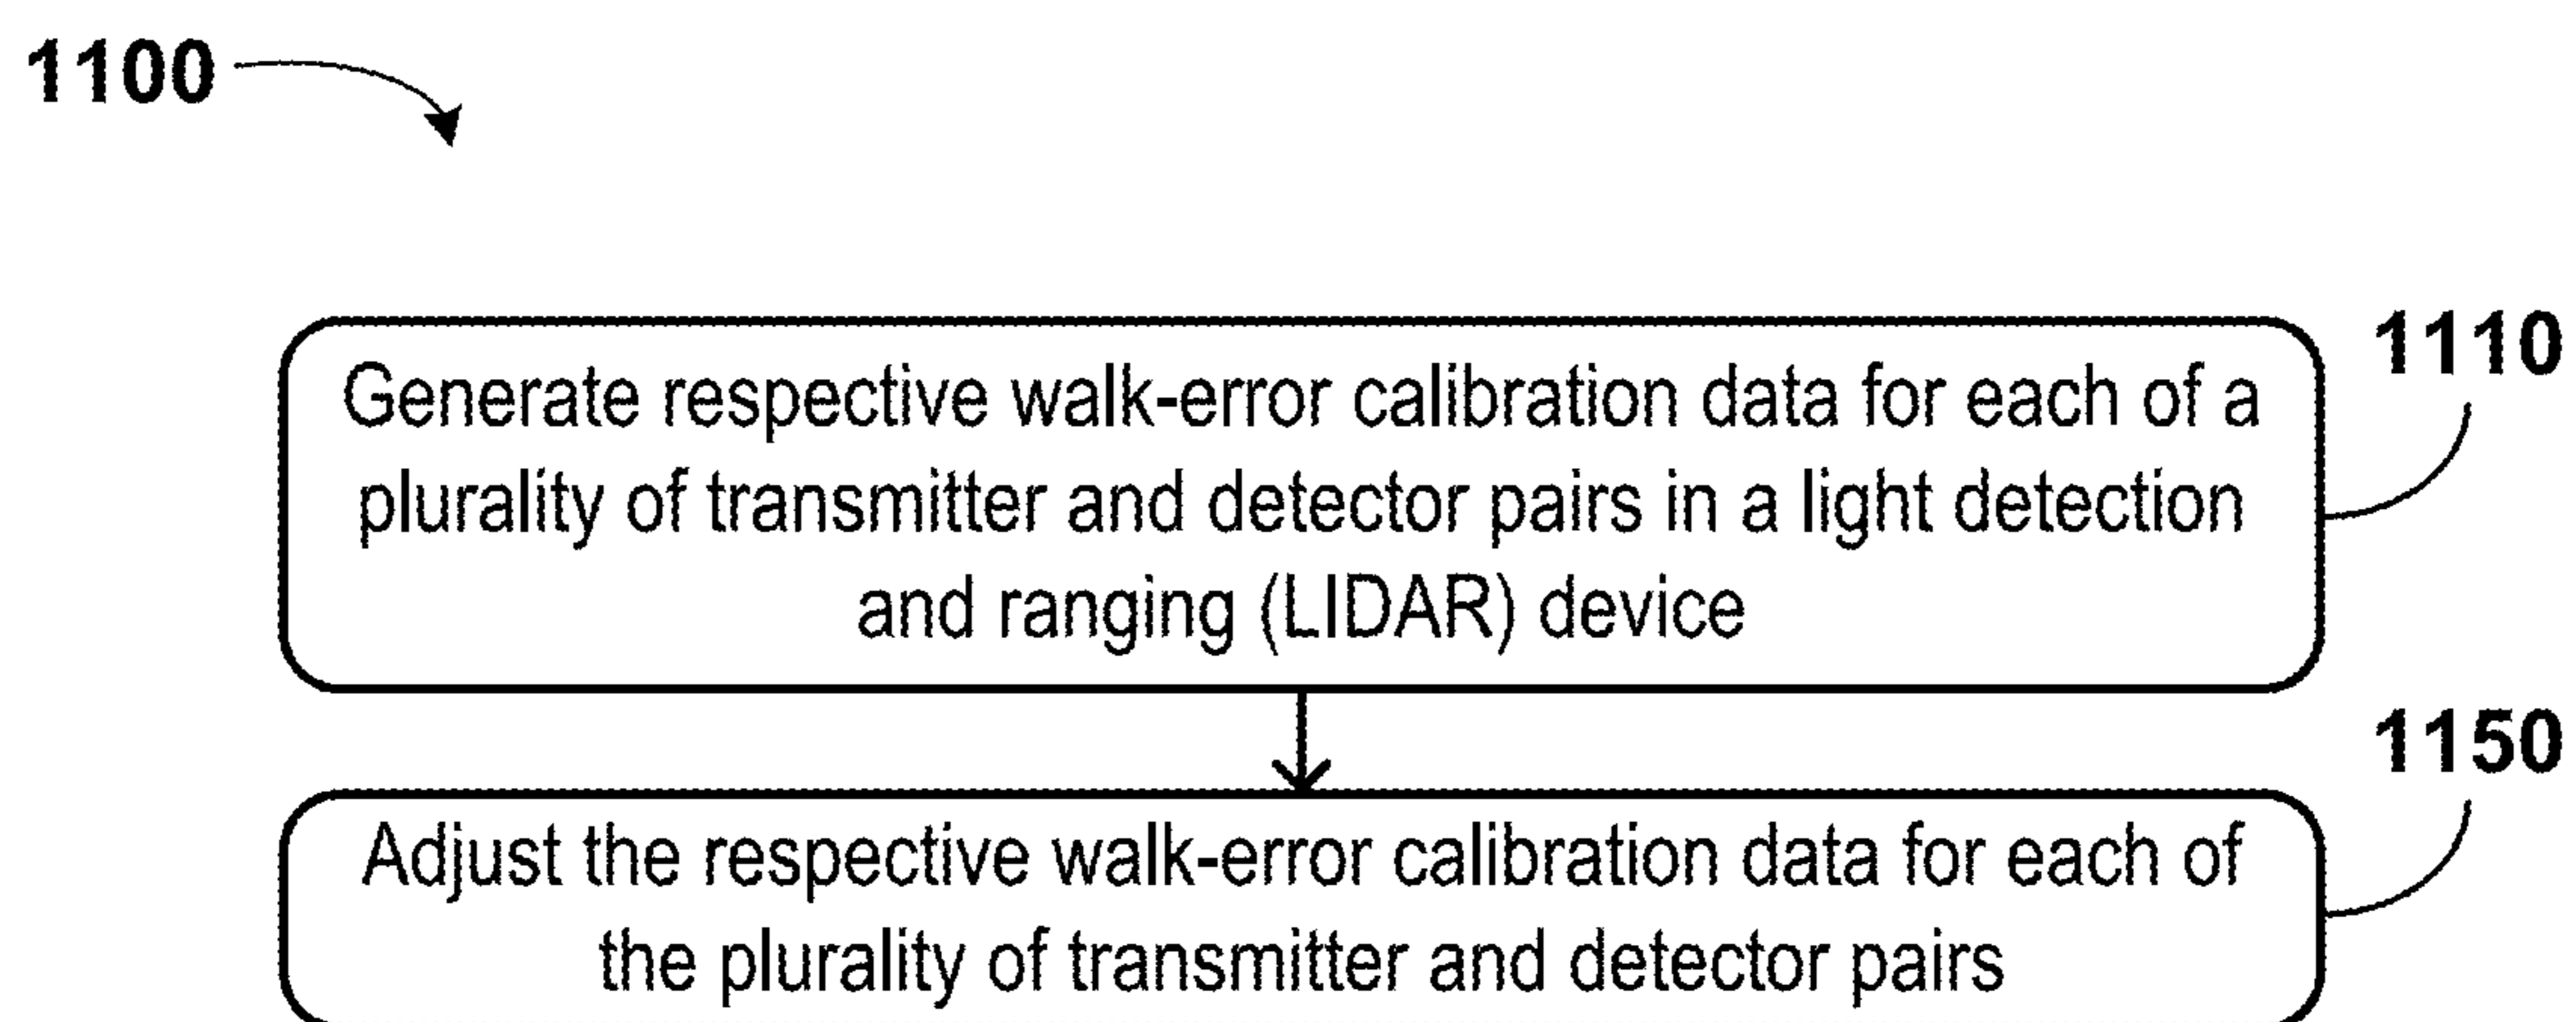 1100
1110
Generate respective walk-error calibration data for each of a
plurality of transmitter and detector pairs in a light detection
and ranging (LIDAR) device
1150
Adjust the respective walk-error calibration data for each of
the plurality of transmitter and detector pairs